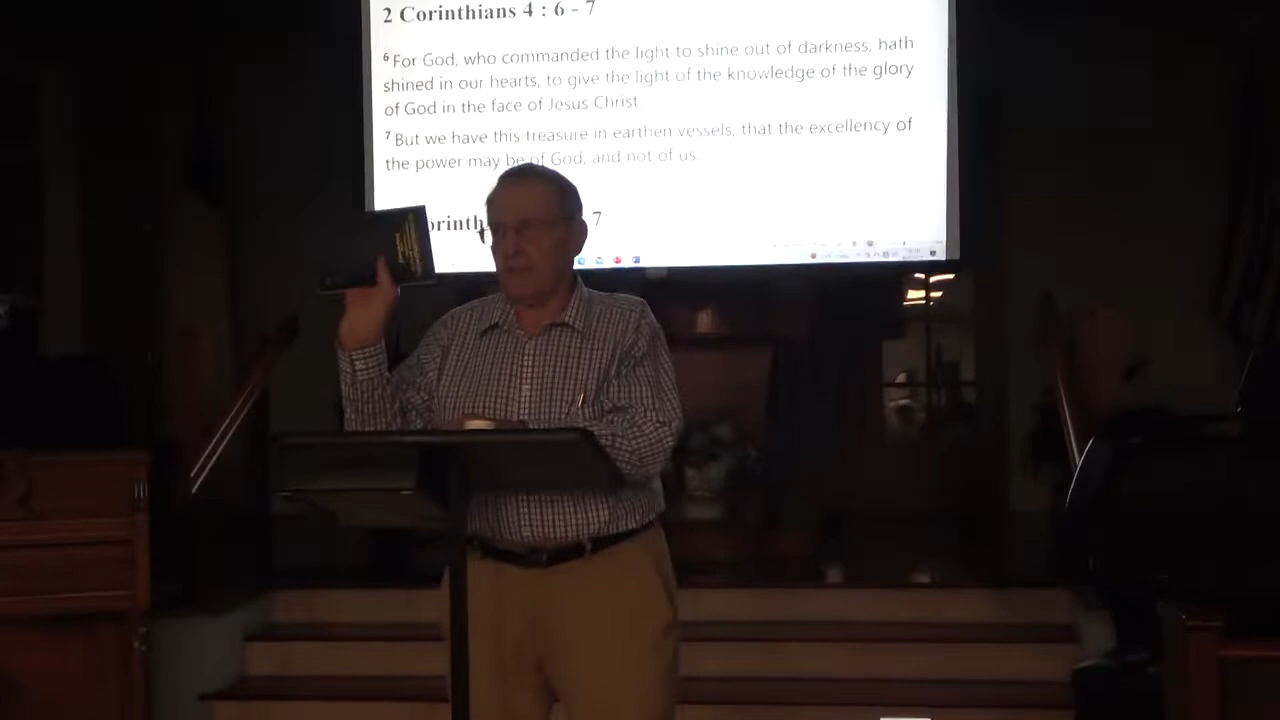 2 Corinthians 4 : 6 - 7
6 For God, who commanded the light to shine out of darkness, hath
shined in our hearts, to give the light of the knowledge of the glory
of God in the face of Jesus Christ
7 But we have this treasure in earthen vessels, that the excellency of
the power may be of God, and not of us.
orinth 7